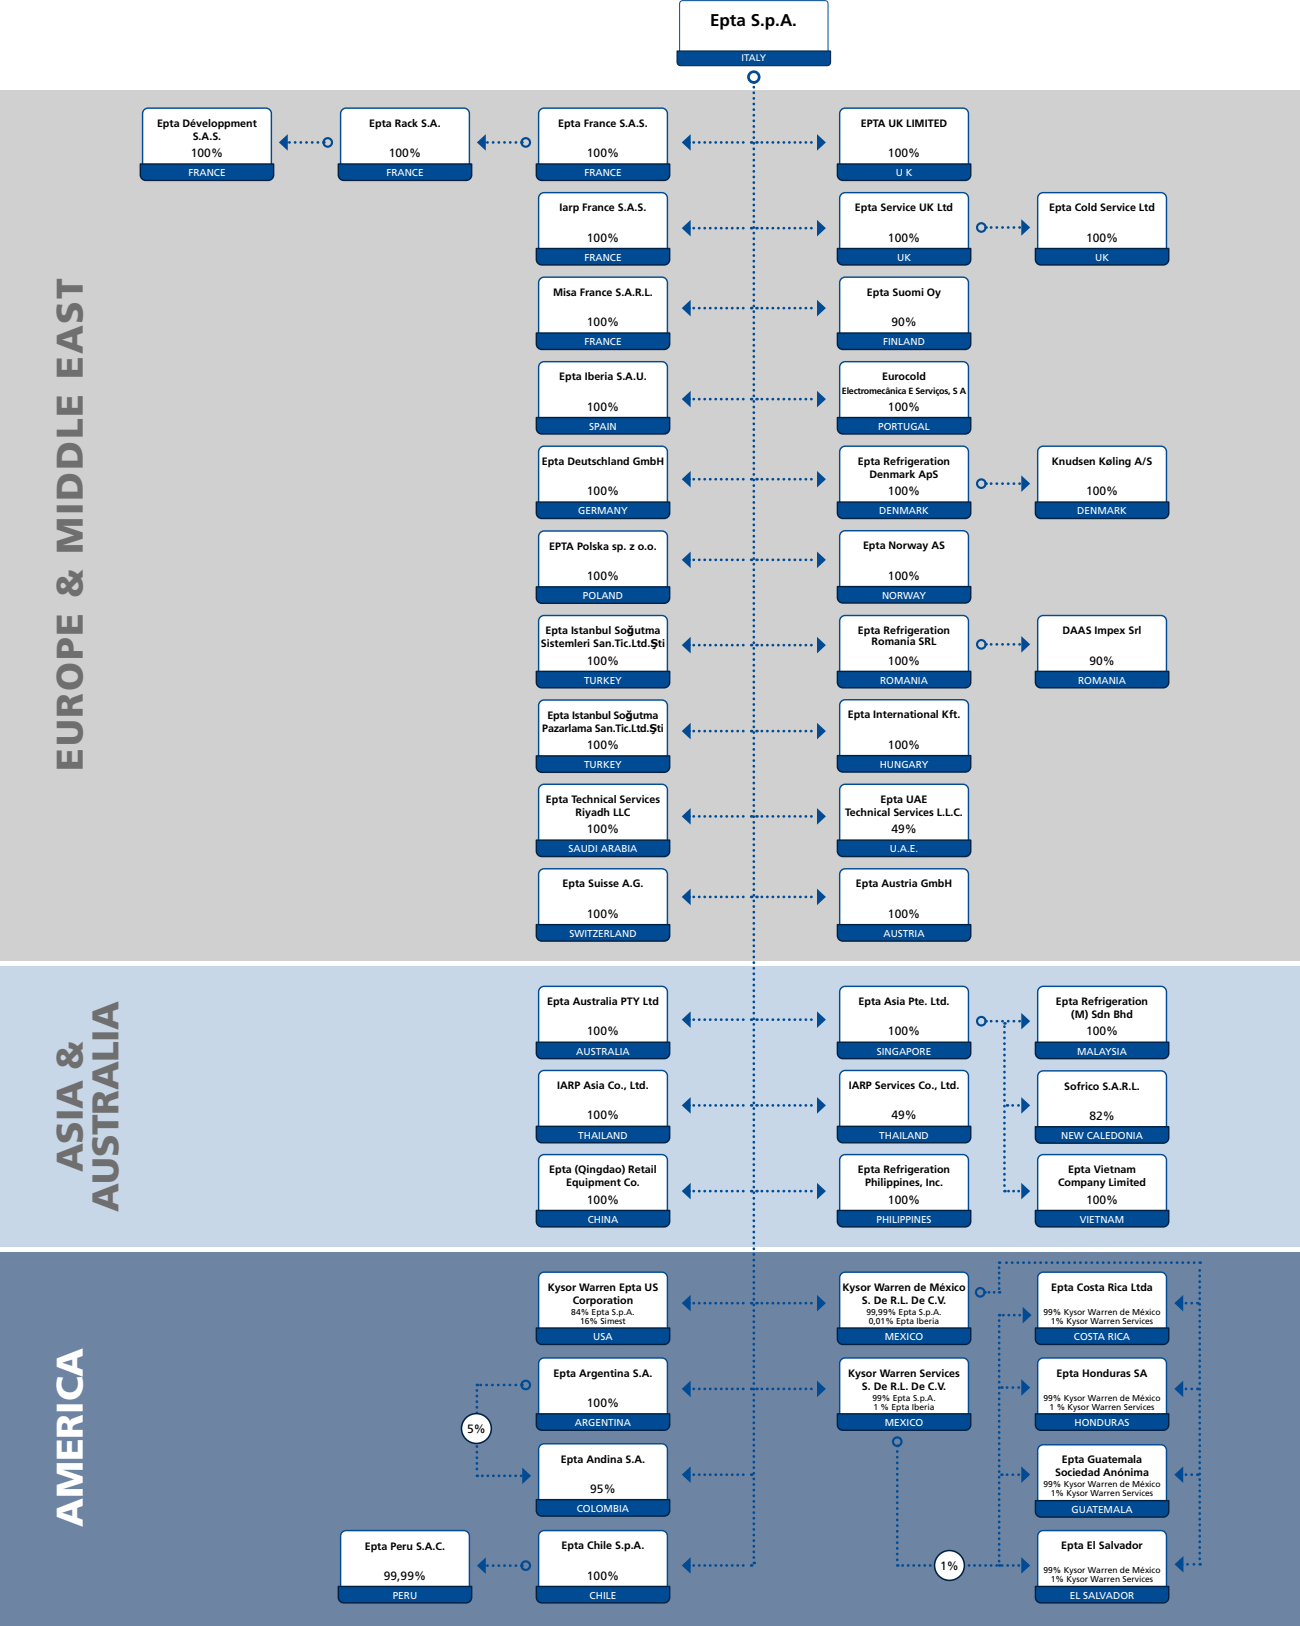 Epta S.p.A.
ITALY
EUROPE & MIDDLE EAST
Epta Développment
S.A.S.
100%
FRANCE
Epta Rack S.A.
100%
FRANCE
Epta France S.A.S.
100%
FRANCE
EPTA UK LIMITED
100%
U K
Iarp France S.A.S.
100%
FRANCE
Epta Service UK Ltd
100%
UK
Epta Cold Service Ltd
100%
UK
Misa France S.A.R.L.
100%
FRANCE
Epta Suomi Oy
90%
FINLAND
Epta Iberia S.A.U.
100%
SPAIN
Eurocold
Electromecânica E Serviços, S A
100%
PORTUGAL
Epta Deutschland GmbH
100%
GERMANY
Epta Refrigeration
Denmark ApS
100%
DENMARK
Knudsen Køling A/S
100%
DENMARK
EPTA Polska sp. z o.o.
100%
POLAND
Epta Norway AS
100%
NORWAY
Epta Istanbul Soğutma
Sistemleri San.Tic.Ltd.Şti
100%
TURKEY
Epta Refrigeration
Romania SRL
100%
ROMANIA
DAAS Impex Srl
90%
ROMANIA
Epta Istanbul Soğutma
Pazarlama San.Tic.Ltd.Şti
100%
TURKEY
Epta International Kft.
100%
HUNGARY
Epta Technical Services
Riyadh LLC
100%
SAUDI ARABIA
Epta UAE
Technical Services L.L.C.
49%
U.A.E.
Epta Suisse A.G.
100%
SWITZERLAND
Epta Austria GmbH
100%
AUSTRIA
ASIA &
AUSTRALIA
Epta Australia PTY Ltd
100%
AUSTRALIA
Epta Asia Pte. Ltd.
100%
SINGAPORE
Epta Refrigeration
(M) Sdn Bhd
100%
MALAYSIA
IARP Asia Co., Ltd.
100%
THAILAND
IARP Services Co., Ltd.
49%
THAILAND
Sofrico S.A.R.L.
82%
NEW CALEDONIA
Epta (Qingdao) Retail
Equipment Co.
100%
CHINA
Epta Refrigeration
Philippines, Inc.
100%
PHILIPPINES
Epta Vietnam
Company Limited
100%
VIETNAM
AMERICA
Kysor Warren Epta US
Corporation
84% Epta S.p.A.
16% Simest
USA
Kysor Warren de México
S. De R.L. De C.V.
99,99% Epta S.p.A.
0,01% Epta Iberia
MEXICO
Epta Costa Rica Ltda
99% Kysor Warren de México
1% Kysor Warren Services
COSTA RICA
Epta Argentina S.A.
100%
ARGENTINA
Kysor Warren Services
S. De R.L. De C.V.
99% Epta S.p.A.
1 % Epta Iberia
MEXICO
Epta Honduras SA
99% Kysor Warren de México
1 % Kysor Warren Services
HONDURAS
5%
Epta Andina S.A.
95%
COLOMBIA
Epta Guatemala
Sociedad Anónima
99% Kysor Warren de México
1% Kysor Warren Services
GUATEMALA
Epta Peru S.A.C.
99,99%
PERU
Epta Chile S.p.A.
100%
CHILE
1%
Epta El Salvador
99% Kysor Warren de México
1% Kysor Warren Services
EL SALVADOR